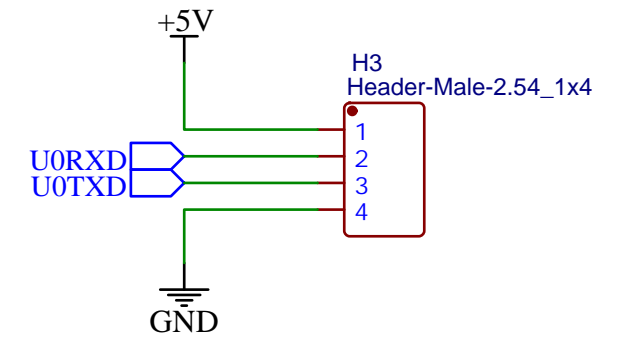 +5V
H3
Header-Male-2.54_1x4
1
U0RXD
2
U0TXD
3
4
GND